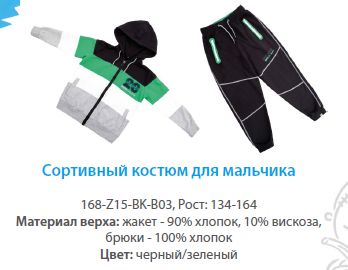 20
Сортивный костюм для мальчика
168-Z15-BK-B03, Рост: 134-164
Материал верха: жакет - 90% хлопок, 10% вискоза,
брюки - 100% хлопок
Цвет: черный/зеленый